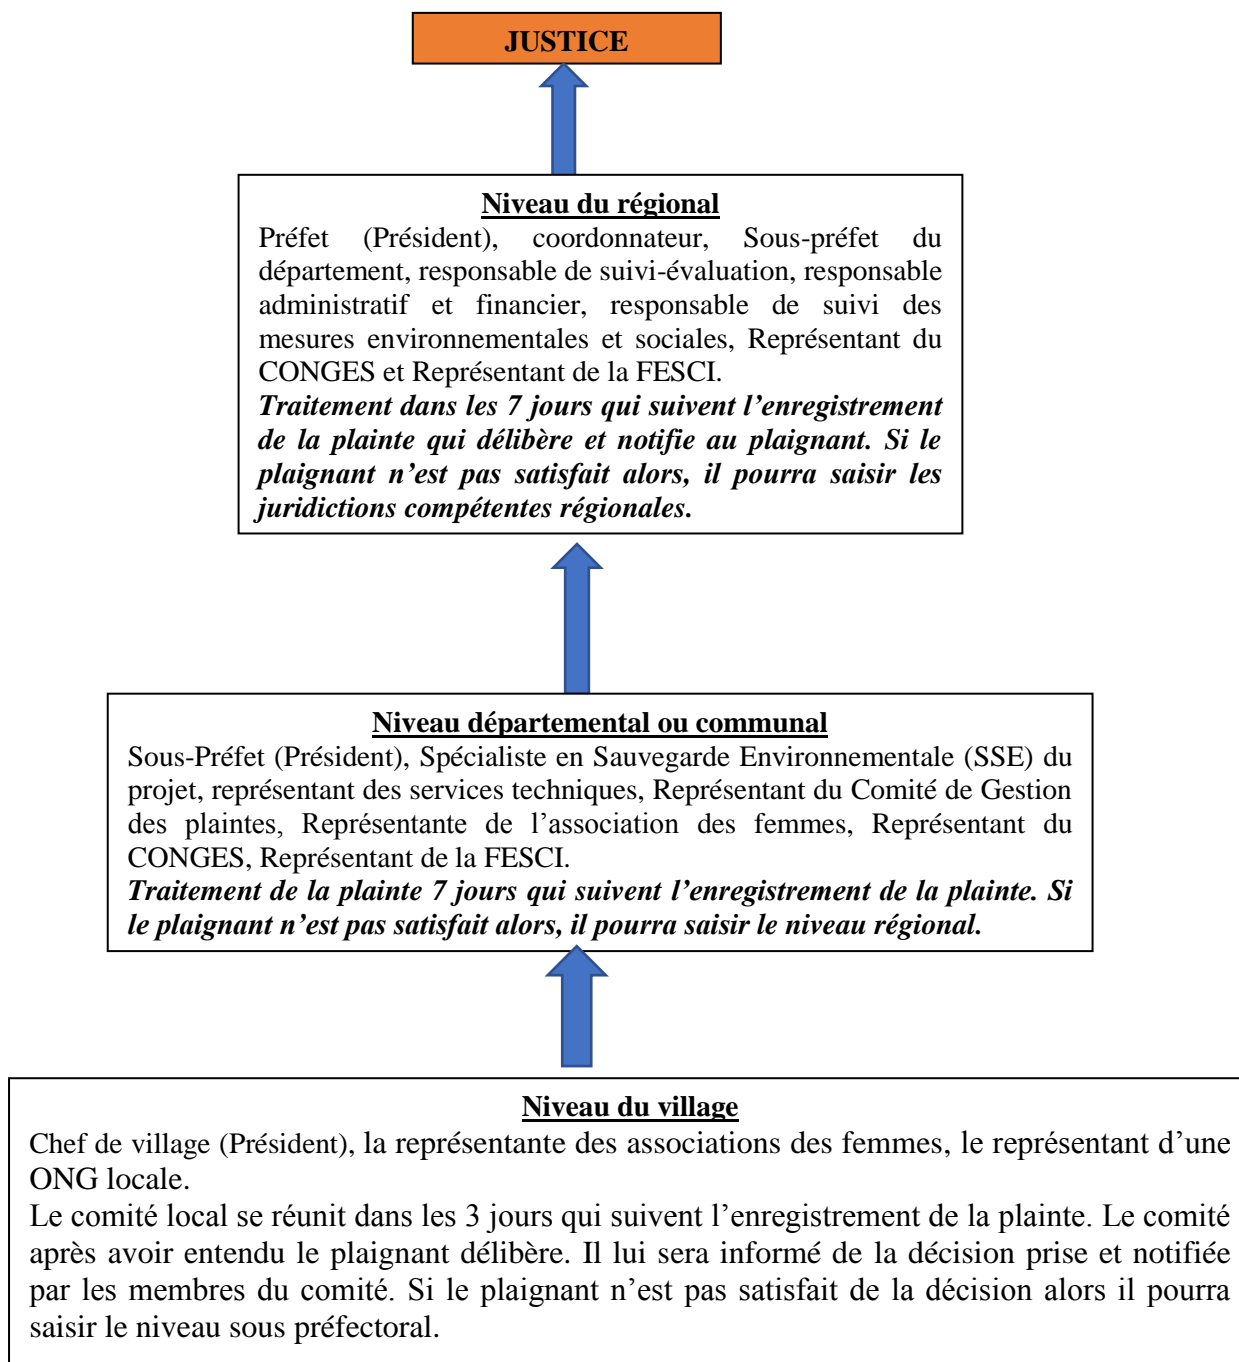 JUSTICE
Niveau du régional
Préfet (Président), coordonnateur, Sous-préfet du
département, responsable de suivi-évaluation, responsable
administratif et financier, responsable de suivi des
mesures environnementales et sociales, Représentant du
CONGES et Représentant de la FESCI.
Traitement dans les 7 jours qui suivent l’enregistrement
de la plainte qui délibère et notifie au plaignant. Si le
plaignant n’est pas satisfait alors, il pourra saisir les
juridictions compétentes régionales.
Niveau départemental ou communal
Sous-Préfet (Président), Spécialiste en Sauvegarde Environnementale (SSE) du
projet, représentant des services techniques, Représentant du Comité de Gestion
des plaintes, Représentante de l’association des femmes, Représentant du
CONGES, Représentant de la FESCI.
Traitement de la plainte 7 jours qui suivent l’enregistrement de la plainte. Si
le plaignant n’est pas satisfait alors, il pourra saisir le niveau régional.
Niveau du village
Chef de village (Président), la représentante des associations des femmes, le représentant d’une
ONG locale.
Le comité local se réunit dans les 3 jours qui suivent l’enregistrement de la plainte. Le comité
après avoir entendu le plaignant délibère. Il lui sera informé de la décision prise et notifiée
par les membres du comité. Si le plaignant n’est pas satisfait de la décision alors il pourra
saisir le niveau sous préfectoral.